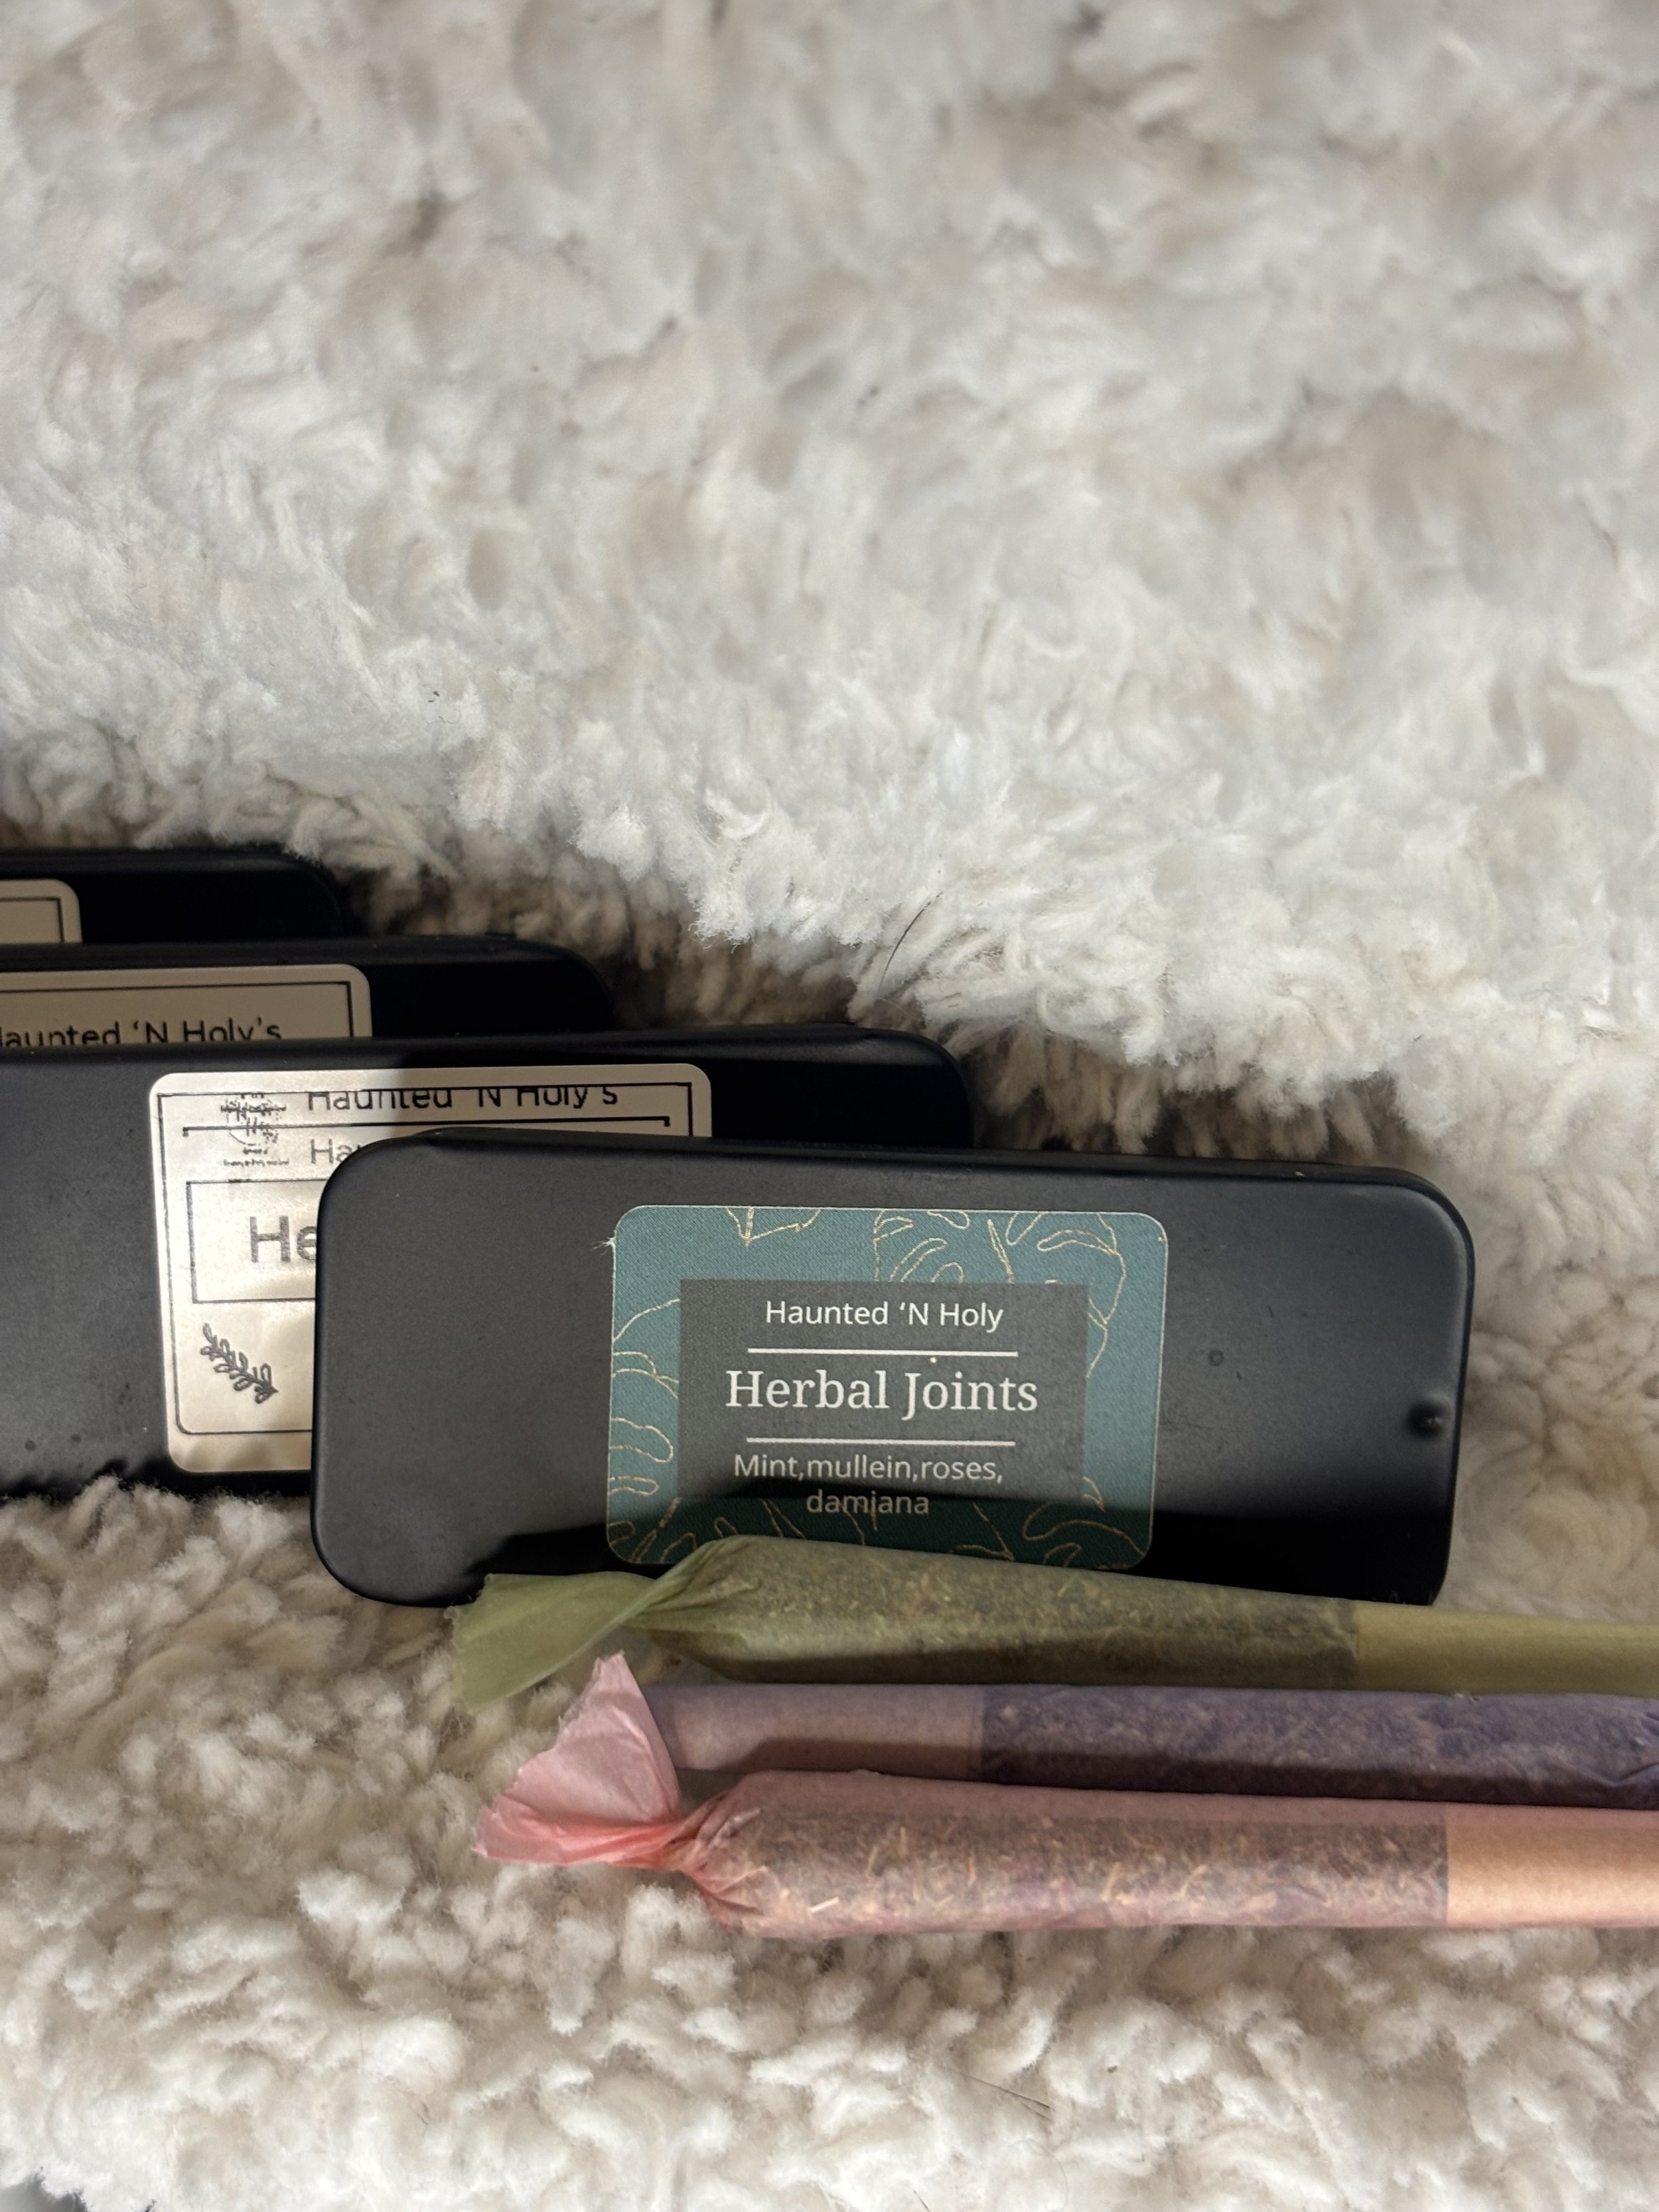 Haunted ‘N Holy’s
Haunted ‘N Holy’s
Haunted ‘N Holy
Herbal Joints
Mint,mullein,roses,
damiana